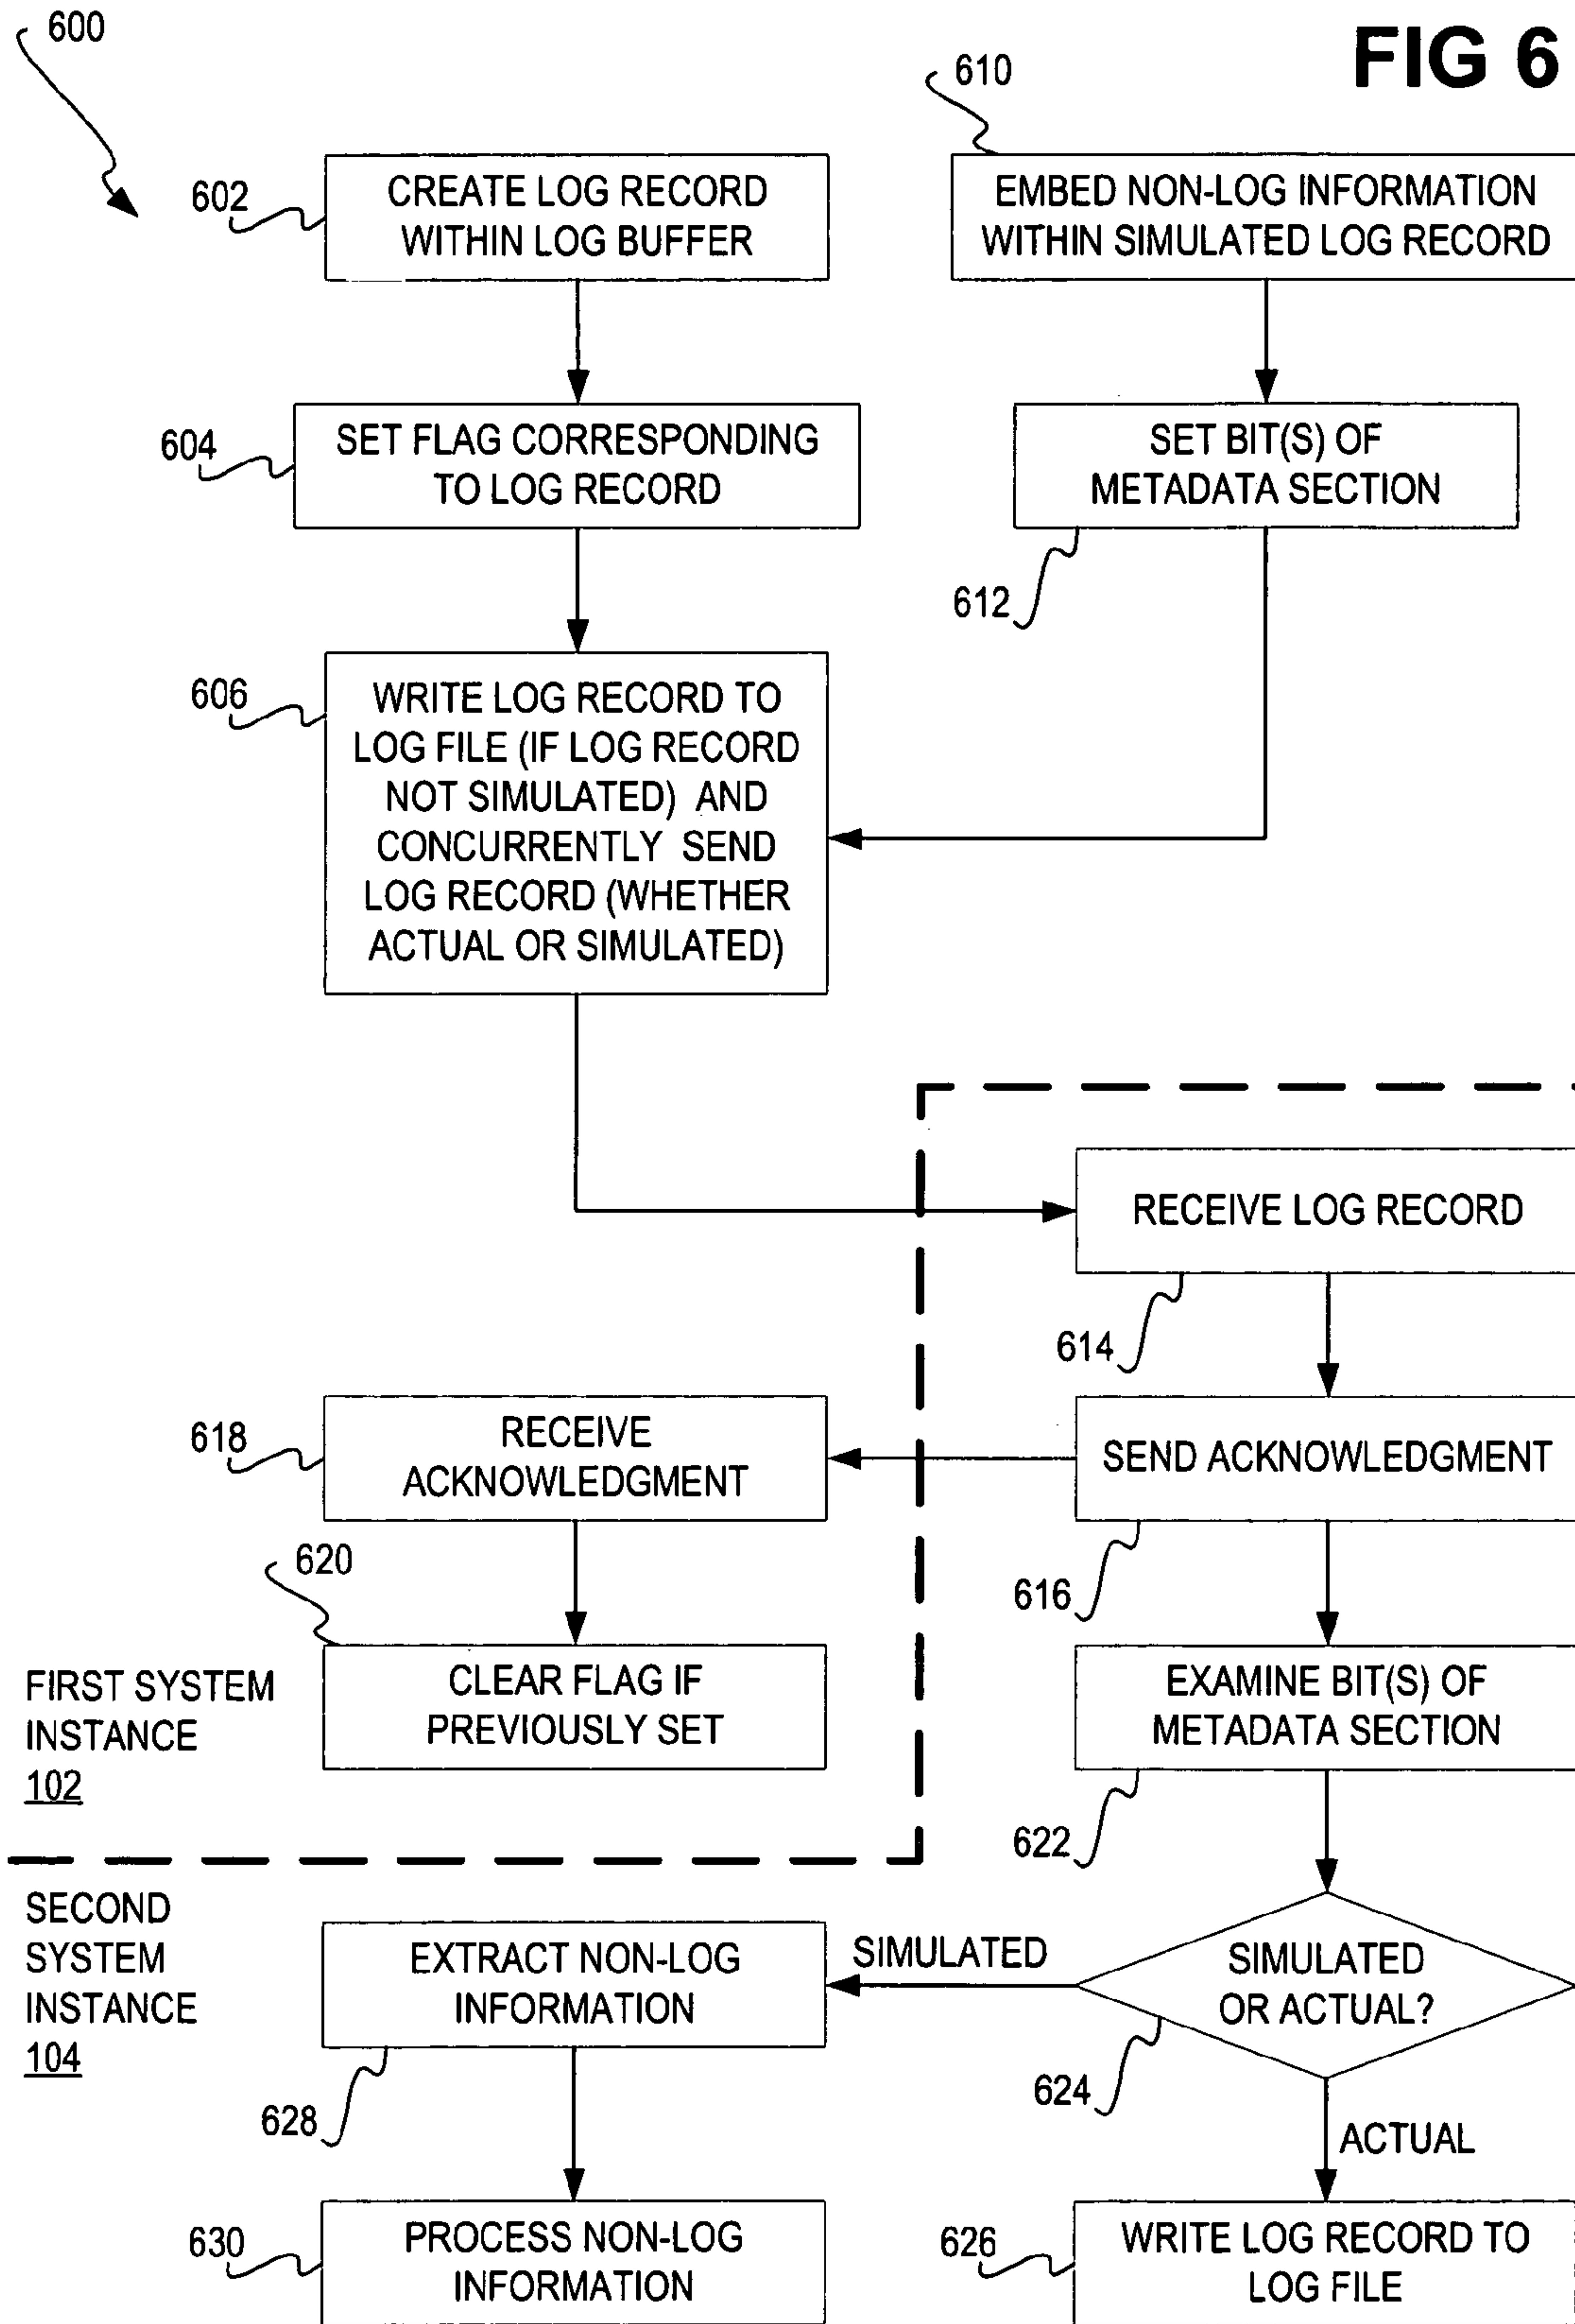 600
FIG 6
610
602
CREATE LOG RECORD
WITHIN LOG BUFFER
EMBED NON-LOG INFORMATION
WITHIN SIMULATED LOG RECORD
604
SET FLAG CORRESPONDING
TO LOG RECORD
SET BIT(S) OF
METADATA SECTION
612
606
WRITE LOG RECORD TO
LOG FILE (IF LOG RECORD
NOT SIMULATED) AND
CONCURRENTLY SEND
LOG RECORD (WHETHER
ACTUAL OR SIMULATED)
RECEIVE LOG RECORD
614
618
RECEIVE
ACKNOWLEDGMENT
SEND ACKNOWLEDGMENT
616
620
CLEAR FLAG IF
PREVIOUSLY SET
EXAMINE BIT(S) OF
METADATA SECTION
622
FIRST SYSTEM
INSTANCE
102
SECOND
SYSTEM
INSTANCE
104
EXTRACT NON-LOG
INFORMATION
628
SIMULATED
SIMULATED
OR ACTUAL?
624
ACTUAL
630
PROCESS NON-LOG
INFORMATION
626
WRITE LOG RECORD TO
LOG FILE